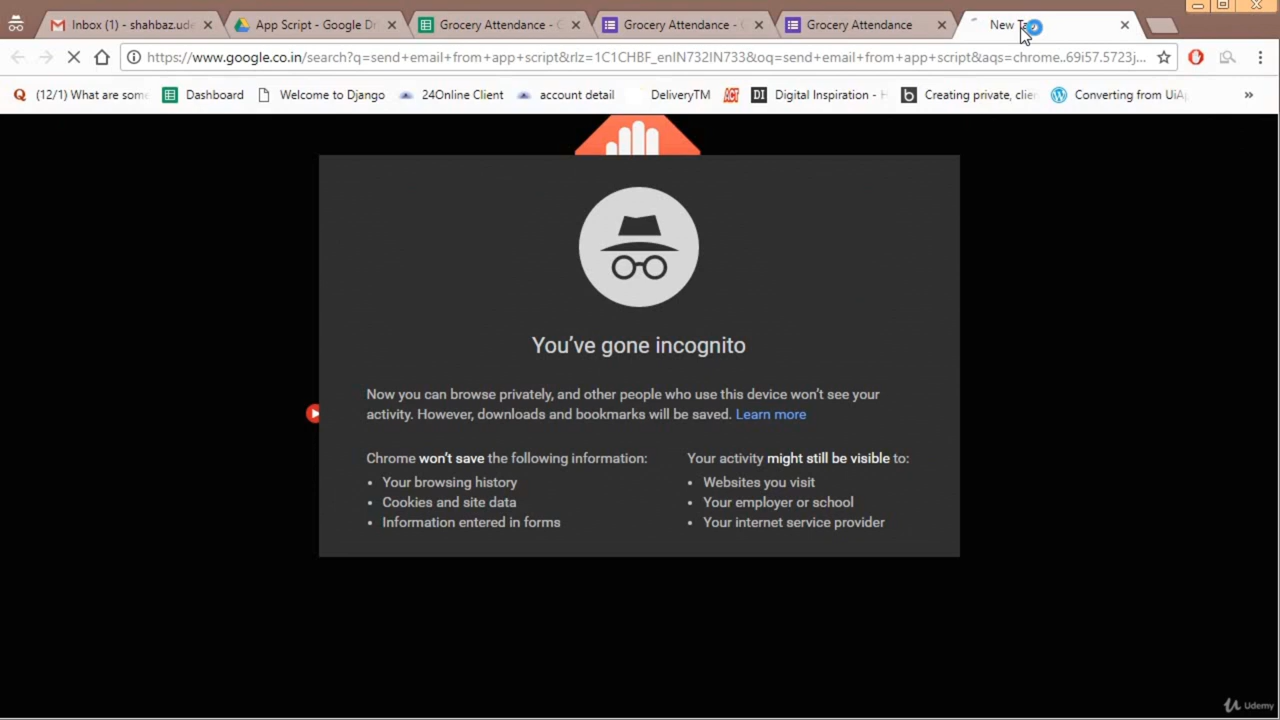 Inbox (1) - shahbaz.ude
App Script - Google Dr
Grocery Attendance - G
Grocery Attendance - G
Grocery Attendance
New
https://www.google.co.in/search?q=send+email+from+app+script&rlz=1C1CHBF_enIN732IN733&oq=send+email+from+app+script&aqs=chrome..69i57.5723j...
(12/1) What are som
Dashboard
Welcome to Django
24Online Client
account detail
DeliveryTM
ACT
DI Digital Inspiration - H
b Creating private, clie
Converting from UiA
»
You've gone incognito
Now you can browse privately, and other people who use this device won't see your
activity. However, downloads and bookmarks will be saved. Learn more
Chrome won't save the following information:
• Your browsing history
• Cookies and site data
• Information entered in forms
Your activity might still be visible to:
• Websites you visit
• Your employer or school
• Your internet service provider
Udemy